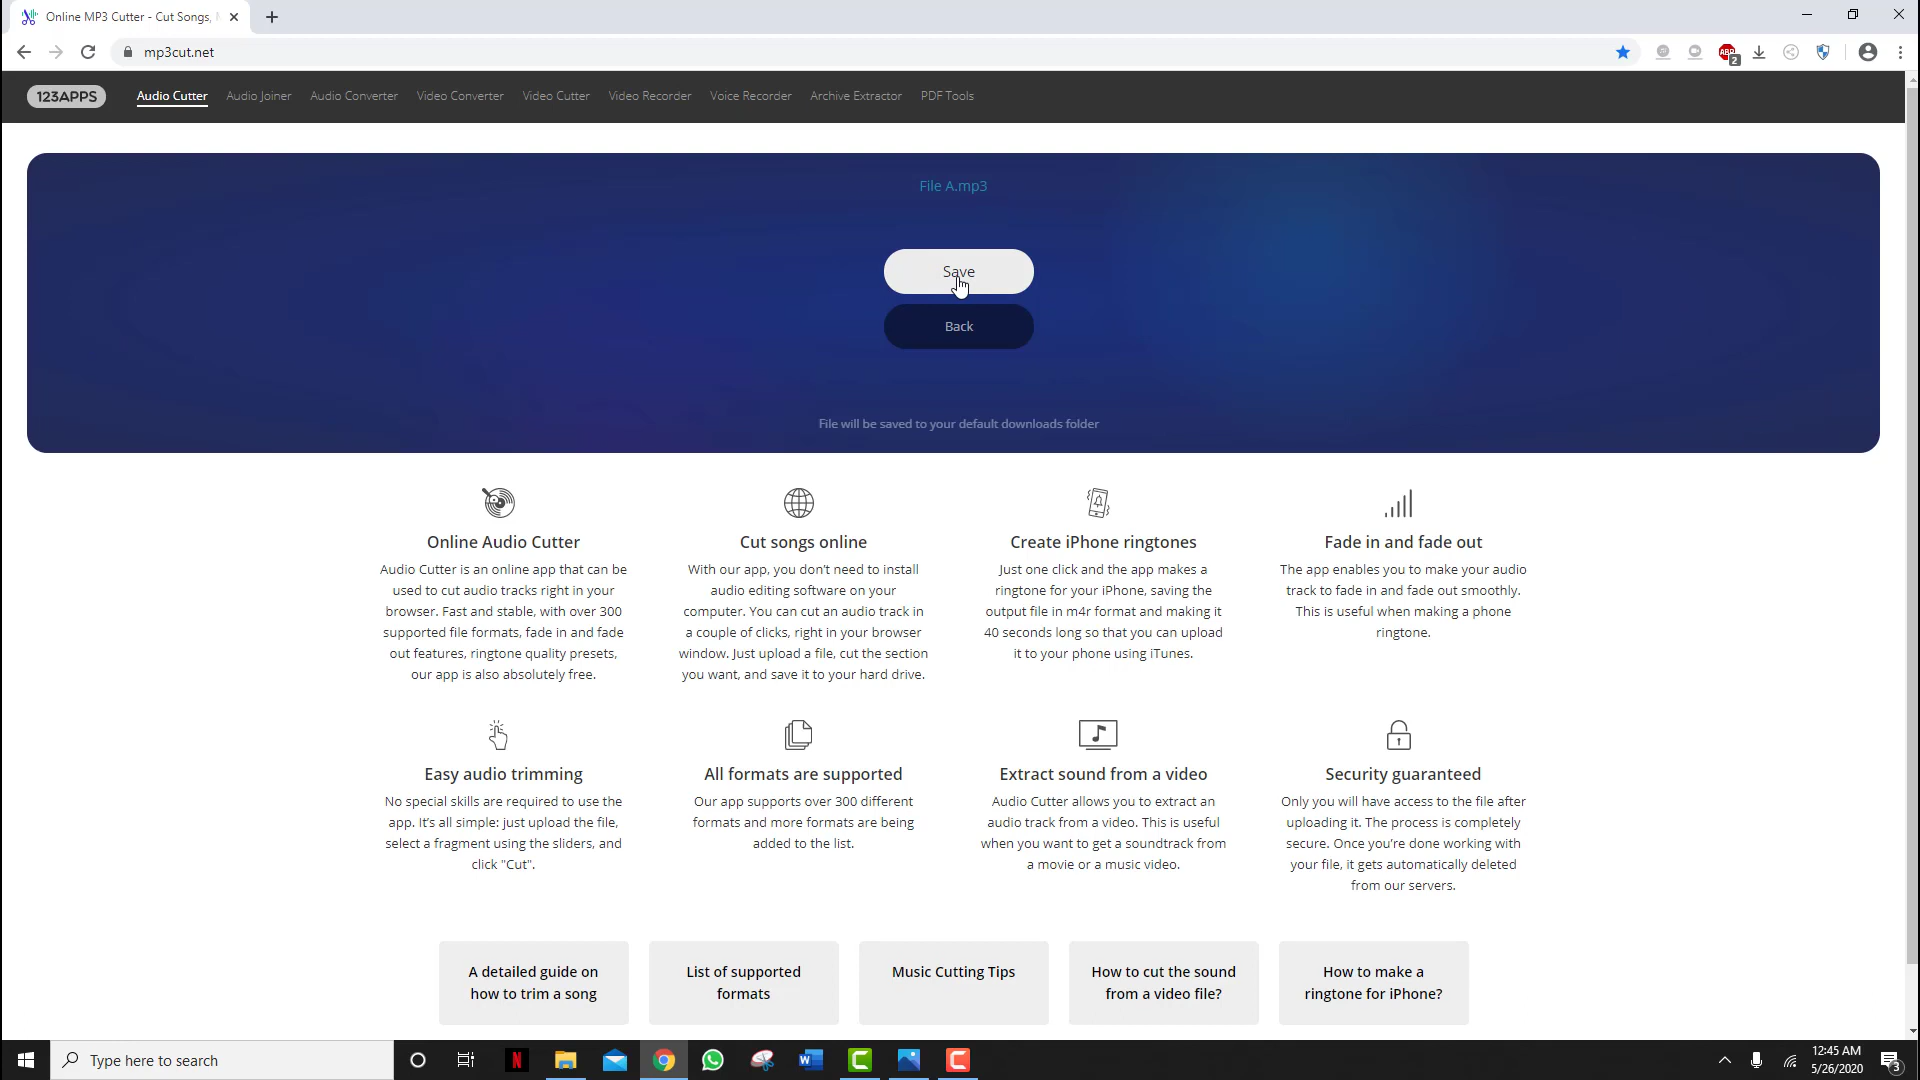 Online MP3 Cutter - Cut Songs,
mp3cut.net
ABP
2
123APPS
Audio Cutter
Audio Joiner
Audio Converter
Video Converter
Video Cutter
Video Recorder
Voice Recorder
Archive Extractor
PDF Tools
File A.mp3
Save
Back
File will be saved to your default downloads folder
Online Audio Cutter
Audio Cutter is an online app that can be
used to cut audio tracks right in your
browser. Fast and stable, with over 300
supported file formats, fade in and fade
out features, ringtone quality presets,
our app is also absolutely free.
Cut songs online
With our app, you don't need to install
audio editing software on your
computer. You can cut an audio track in
a couple of clicks, right in your browser
window. Just upload a file, cut the section
you want, and save it to your hard drive.
Create iPhone ringtones
Just one click and the app makes a
ringtone for your iPhone, saving the
output file in m4r format and making it
40 seconds long so that you can upload
it to your phone using iTunes.
Fade in and fade out
The app enables you to make your audio
track to fade in and fade out smoothly.
This is useful when making a phone
ringtone.
Easy audio trimming
No special skills are required to use the
app. It's all simple: just upload the file,
select a fragment using the sliders, and
click "Cut".
All formats are supported
Our app supports over 300 different
formats and more formats are being
added to the list.
Extract sound from a video
Audio Cutter allows you to extract an
audio track from a video. This is useful
when you want to get a soundtrack from
a movie or a music video.
Security guaranteed
Only you will have access to the file after
uploading it. The process is completely
secure. Once you're done working with
your file, it gets automatically deleted
from our servers.
A detailed guide on
how to trim a song
List of supported
formats
Music Cutting Tips
How to cut the sound
from a video file?
How to make a
ringtone for iPhone?
Type here to search
12:45 AM
5/26/2020
3